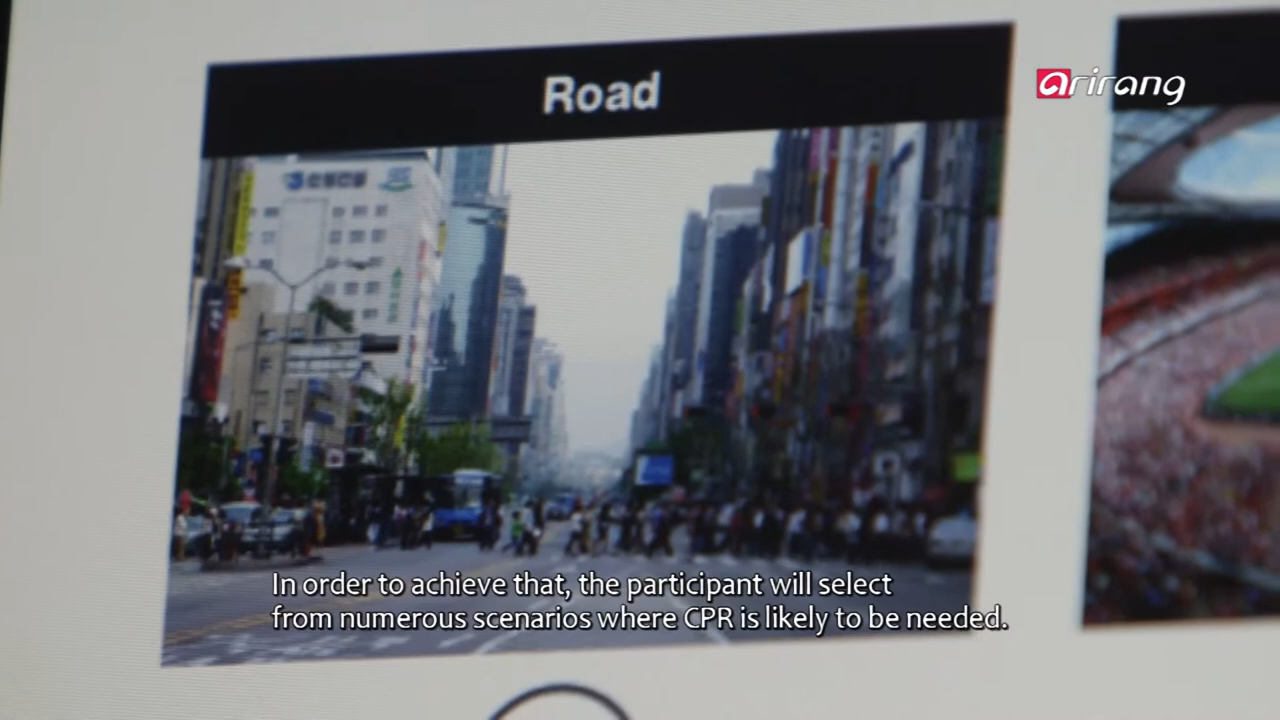 Road
arirang
In order to achieve that, the participant will select
from numerous scenarios where CPR is likely to be needed.